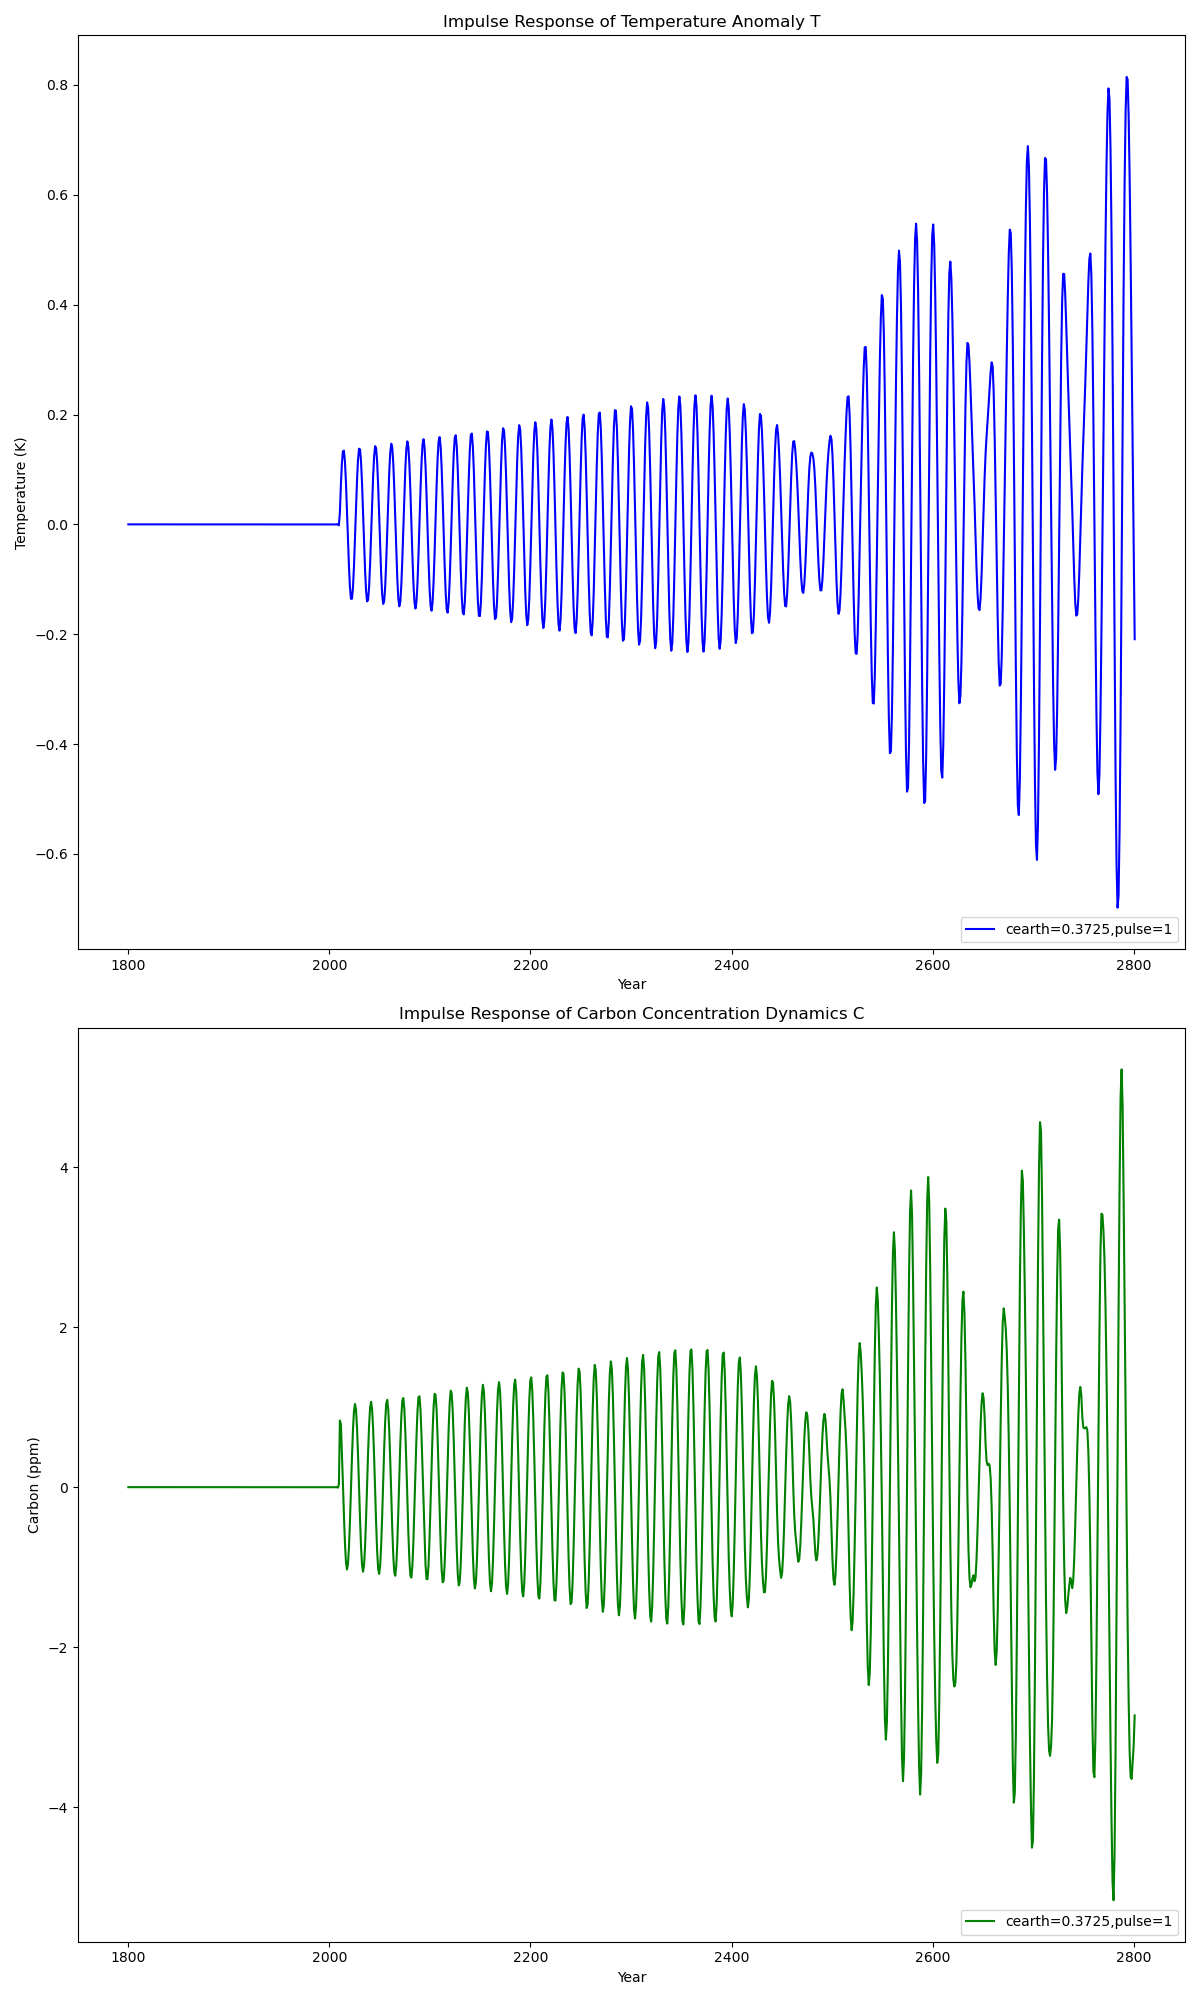 Impulse Response of Temperature Anomaly T
0.8
0.6
0.4
0.2
0.0
−0.2
−0.4
−0.6
Temperature (K)
cearth=0.3725,pulse=1
1800 2000 2200 2400 2600 2800
Year
Impulse Response of Carbon Concentration Dynamics C
4
2
0
−2
−4
Carbon (ppm)
cearth=0.3725,pulse=1
1800 2000 2200 2400 2600 2800
Year